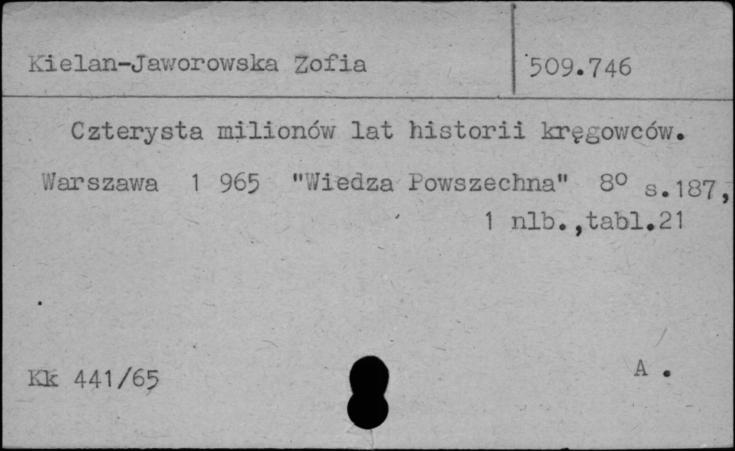 Kielan-Jaworowska Zofia
509.746
Czterysta milionów lat historii kręgowców.
Warszawa 1 965 "Wiedza Powszechna" 8° s.187,
1 nlb.,tabl.21
Kk 441/65
A .